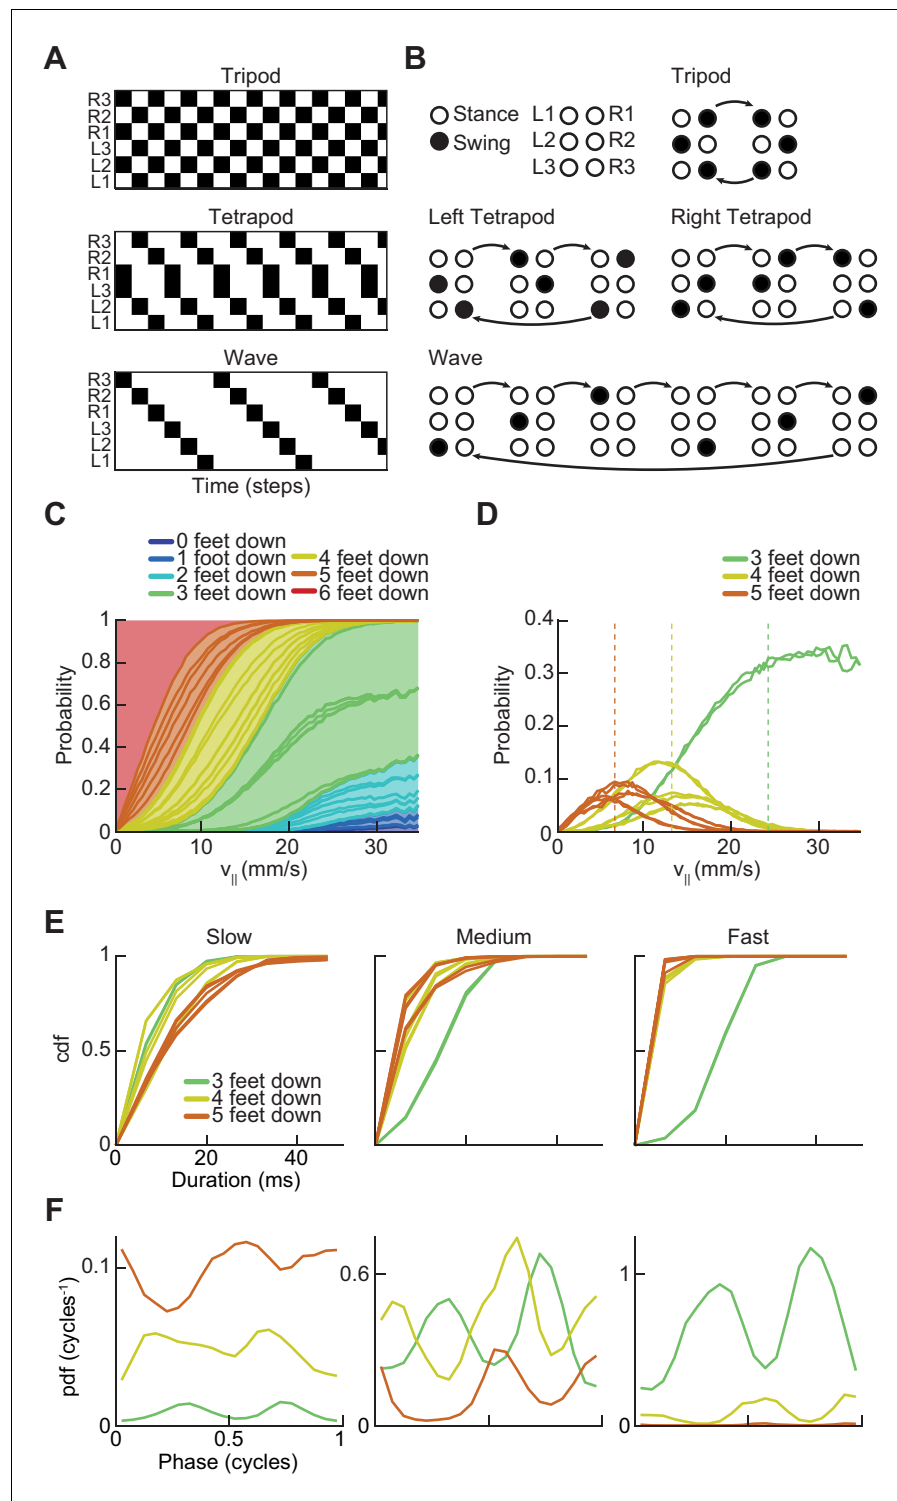 A
Tripod
R3
R2
R1
L3
L2
L1
Tetrapod
R3
R2
R1
L3
L2
L1
Wave
R3
R2
R1
L3
L2
L1
Time (steps)
B
Stance
Swing
L1 R1
L2 R2
L3 R3
Tripod
Left Tetrapod
Right Tetrapod
Wave
C
0 feet down
1 foot down
2 feet down
3 feet down
4 feet down
5 feet down
6 feet down
Probability
1
0.8
0.6
0.4
0.2
0
0 10 20 30
v|| (mm/s)
D
3 feet down
4 feet down
5 feet down
Probability
0.4
0.3
0.2
0.1
0
0 10 20 30
v|| (mm/s)
E
Slow
Medium
Fast
cdf
1
0.5
0
3 feet down
4 feet down
5 feet down
0 20 40
Duration (ms)
F
pdf (cycles-1)
0.1
0
0 0.5 1
Phase (cycles)
0.6
0
1
0